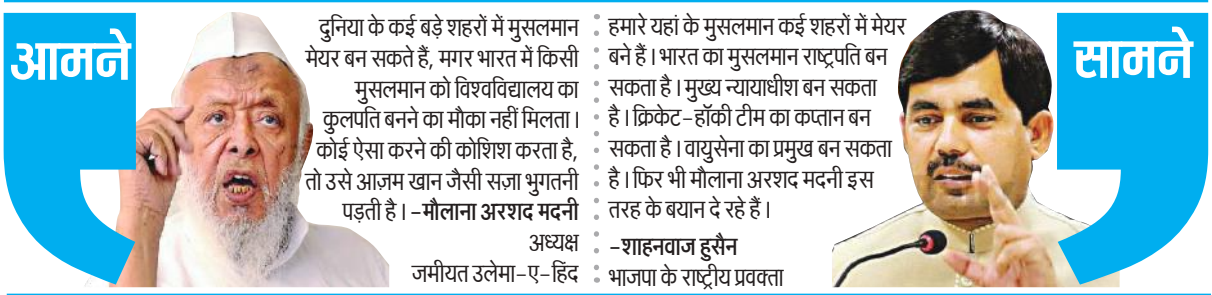 आमने
दुनिया के कई बड़े शहरों में मुसलमान
मेयर बन सकते हैं, मगर भारत में किसी
मुसलमान को विश्वविद्यालय का
कुलपति बनने का मौका नहीं मिलता।
कोई ऐसा करने की कोशिश करता है,
तो उसे आज़म खान जैसी सज़ा भुगतनी
पड़ती है। -मौलाना अरशद मदनी
अध्यक्ष
जमीयत उलेमा-ए-हिंद
हमारे यहां के मुसलमान कई शहरों में मेयर
बने हैं। भारत का मुसलमान राष्ट्रपति बन
सकता है। मुख्य न्यायाधीश बन सकता
है। क्रिकेट-हॉकी टीम का कप्तान बन
सकता है। वायुसेना का प्रमुख बन सकता
है। फिर भी मौलाना अरशद मदनी इस
तरह के बयान दे रहे हैं।
-शाहनवाज हुसैन
भाजपा के राष्ट्रीय प्रवक्ता
सामने